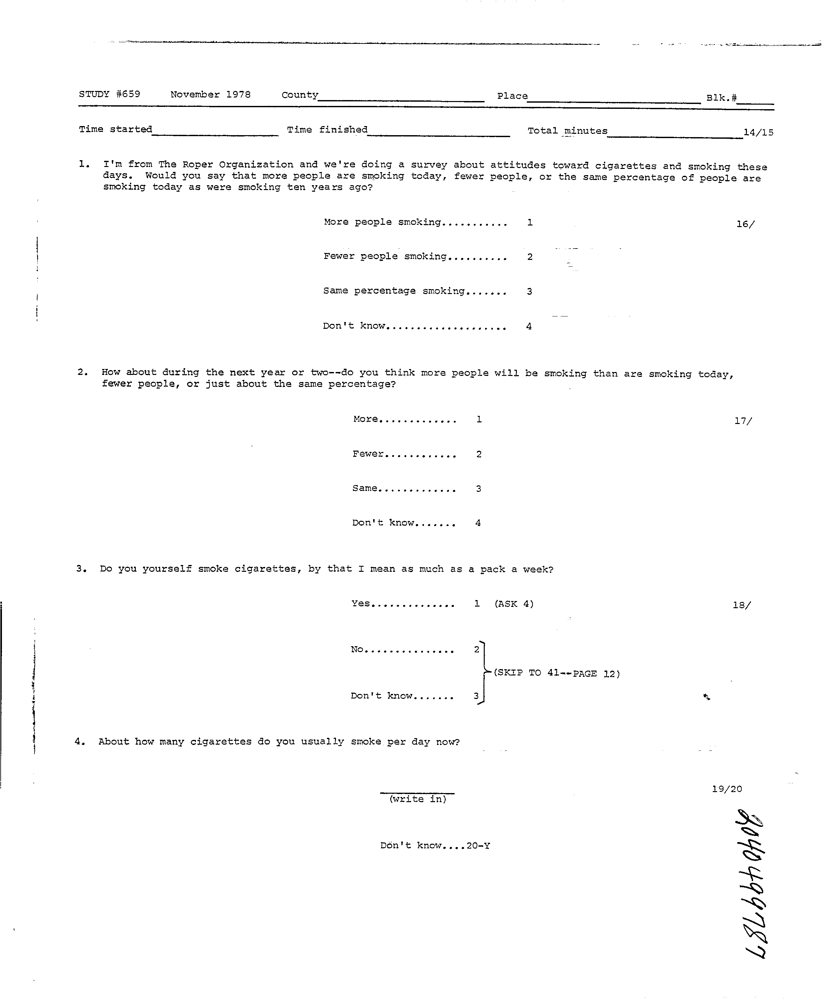 STUDY #659 November 1978 County Place Blk.#
Time started Time finished Total minutes 14/15
1. I'm from The Roper Organization and we're doing a survey about attitudes toward cigarettes and smoking these
days. Would you say that more people are smoking today, fewer people, or the same percentage of people are
smoking today as were smoking ten years ago?
More people smoking........... 1 16/
Fewer people smoking.......... 2
Same percentage smoking....... 3
Don't know.................... 4
2. How about during the next year or two--do you think more people will be smoking than are smoking today,
fewer people, or just about the same percentage?
More............. 1 17/
Fewer............ 2
Same............. 3
Don't know....... 4
3. Do you yourself smoke cigarettes, by that I mean as much as a pack a week?
Yes.............. 1 (ASK 4) 18/
No............... 2
(SKIP TO 41--PAGE 12)
Don't know....... 3
4. About how many cigarettes do you usually smoke per day now?
19/20
(write in)
Don't know....20-Y
2040499787